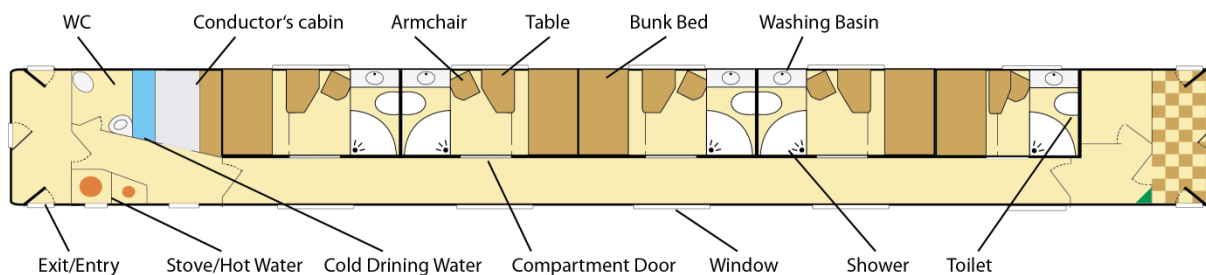 WC
Conductor‘s cabin
Armchair
Table
Bunk Bed
Washing Basin
Exit/Entry
Stove/Hot Water
Cold Drining Water
Compartment Door
Window
Shower
Toilet